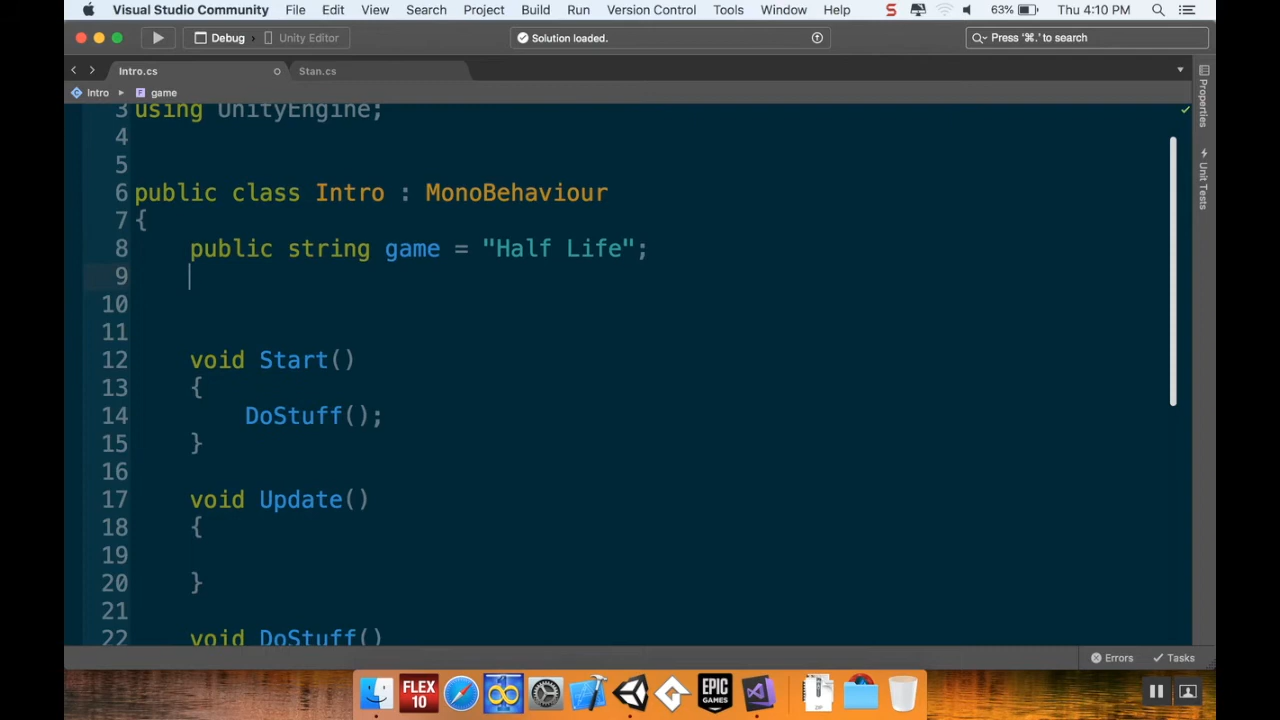 Visual Studio Community File Edit View Search Project Build Run Version Control Tools Window Help 63% Thu 4:10 PM
Debug Unity Editor Solution loaded. Press '⌘.' to search
Intro.cs Stan.cs
Intro game
Properties
Unit Tests
3 using UnityEngine;
4
5
6 public class Intro : MonoBehaviour
7 {
8 public string game = "Half Life";
9
10
11
12 void Start()
13 {
14 DoStuff();
15 }
16
17 void Update()
18 {
19
20 }
21
22 void DoStuff()
Errors Tasks
FLEX 10 EPIC GAMES ZIP